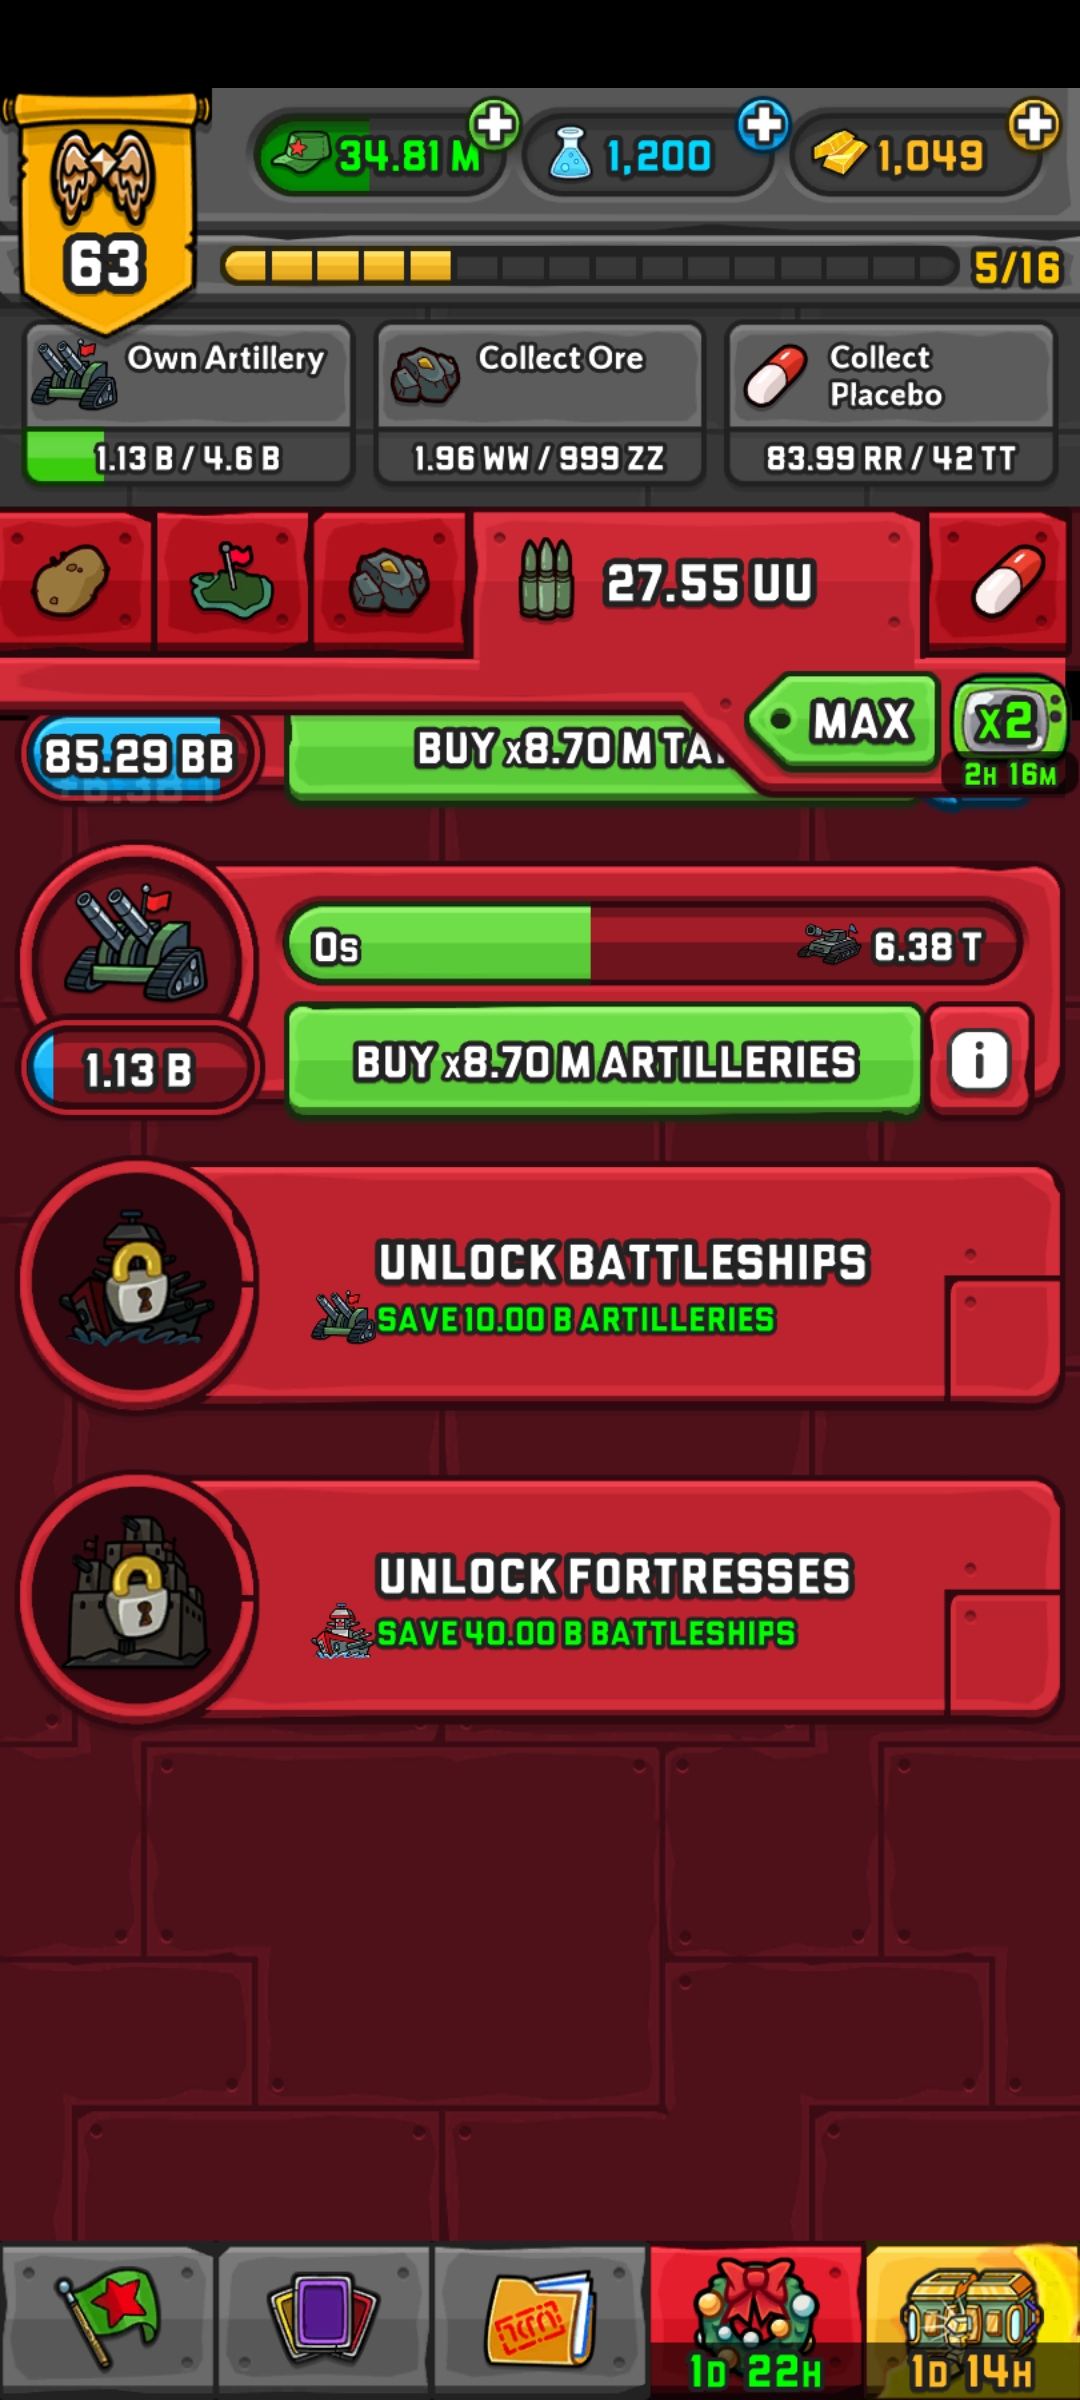 34.81 M
1,200
1,049
63
5/16
Own Artillery
1.13 B / 4.6 B
Collect Ore
1.96 WW / 999 ZZ
Collect
Placebo
83.99 RR / 42 TT
27.55 UU
MAX
x2
2H 16M
85.29 BB
BUY x8.70 M TA
0s
6.38 T
1.13 B
BUY x8.70 M ARTILLERIES
i
UNLOCK BATTLESHIPS
SAVE 10.00 B ARTILLERIES
UNLOCK FORTRESSES
SAVE 40.00 B BATTLESHIPS
1D 22H
1D 14H